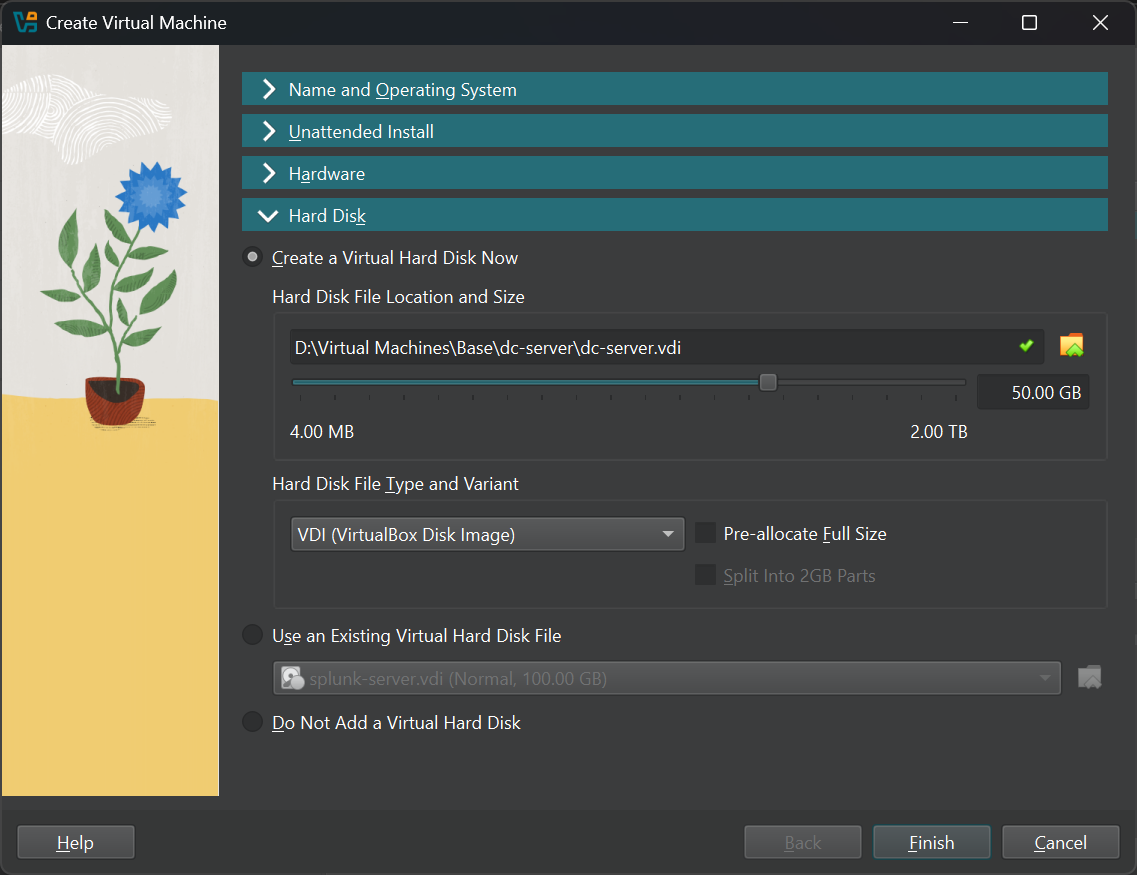 Create Virtual Machine
Name and Operating System
Unattended Install
Hardware
Hard Disk
Create a Virtual Hard Disk Now
Hard Disk File Location and Size
D:\Virtual Machines\Base\dc-server\dc-server.vdi
50.00 GB
4.00 MB 2.00 TB
Hard Disk File Type and Variant
VDI (VirtualBox Disk Image) Pre-allocate Full Size
Split Into 2GB Parts
Use an Existing Virtual Hard Disk File
splunk-server.vdi (Normal, 100.00 GB)
Do Not Add a Virtual Hard Disk
Help Back Finish Cancel